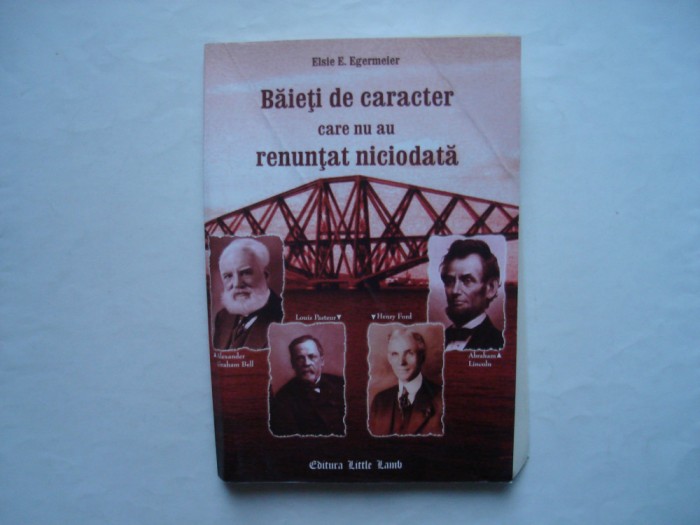 Elsie E. Egermeier
Băieţi de caracter
care nu au
renunţat niciodată
Louis Pasteur▼
▼Henry Ford
▲Alexander
Graham Bell
Abraham▲
Lincoln
Editura Little Lamb